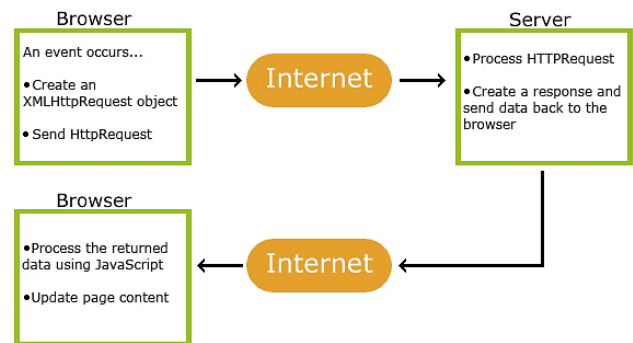 Browser
An event occurs...
•Create an
XMLHttpRequest object
• Send HttpRequest
Internet
Server
•Process HTTPRequest
•Create a response and
send data back to the
browser
Browser
•Process the returned
data using JavaScript
•Update page content
Internet